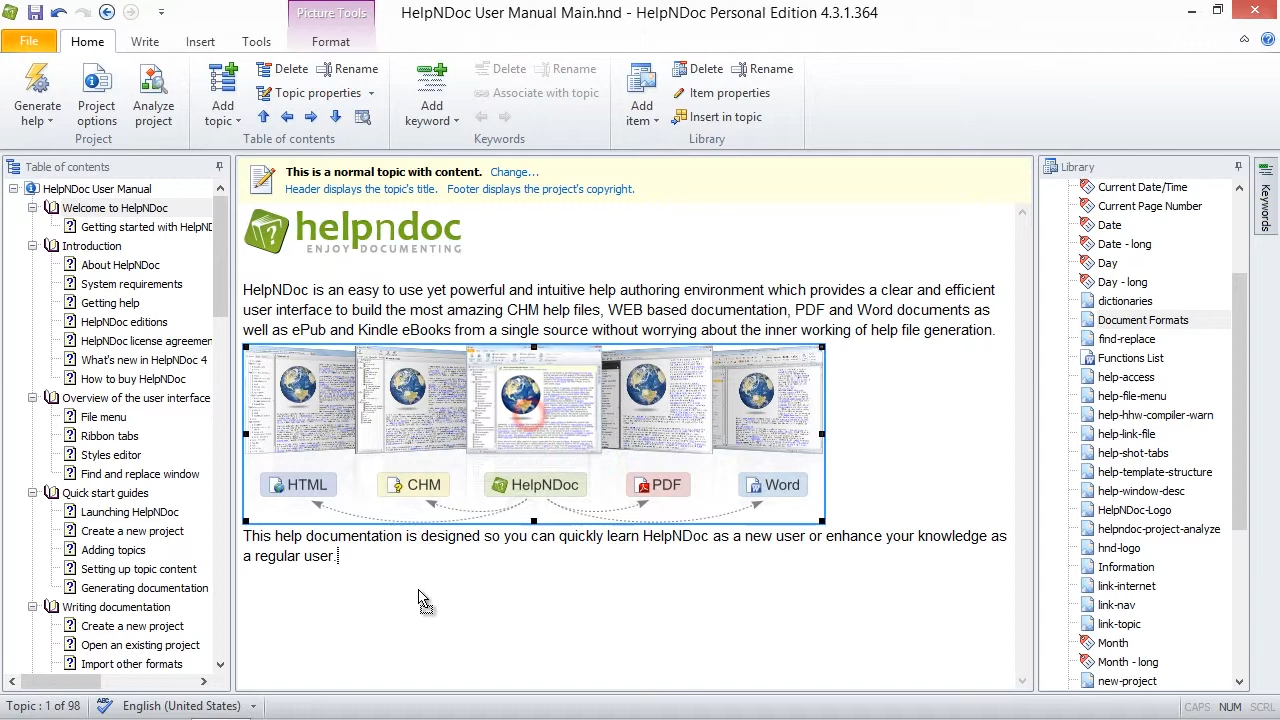 Picture Tools
HelpNDoc User Manual Main.hnd - HelpNDoc Personal Edition 4.3.1.364
File Home Write Insert Tools Format
Generate help
Project options
Analyze project
Project
Add topic
Delete Rename
Topic properties
Table of contents
Add keyword
Delete Rename
Associate with topic
Keywords
Add item
Delete Rename
Item properties
Insert in topic
Library
Table of contents
HelpNDoc User Manual
Welcome to HelpNDoc
Getting started with HelpND
Introduction
About HelpNDoc
System requirements
Getting help
HelpNDoc editions
HelpNDoc license agreemen
What's new in HelpNDoc 4
How to buy HelpNDoc
Overview of the user interface
File menu
Ribbon tabs
Styles editor
Find and replace window
Quick start guides
Launching HelpNDoc
Create a new project
Adding topics
Setting up topic content
Generating documentation
Writing documentation
Create a new project
Open an existing project
Import other formats
This is a normal topic with content. Change...
Header displays the topic's title. Footer displays the project's copyright.
helpndoc
ENJOY DOCUMENTING
HelpNDoc is an easy to use yet powerful and intuitive help authoring environment which provides a clear and efficient
user interface to build the most amazing CHM help files, WEB based documentation, PDF and Word documents as
well as ePub and Kindle eBooks from a single source without worrying about the inner working of help file generation.
HTML CHM HelpNDoc PDF Word
This help documentation is designed so you can quickly learn HelpNDoc as a new user or enhance your knowledge as
a regular user.
Library
Current Date/Time
Current Page Number
Date
Date - long
Day
Day - long
dictionaries
Document Formats
find-replace
Functions List
help-access
help-file-menu
help-hhw-compiler-warn
help-link-file
help-shot-tabs
help-template-structure
help-window-desc
HelpNDoc-Logo
helpndoc-project-analyze
hnd-logo
Information
link-internet
link-nav
link-topic
Month
Month - long
new-project
Keywords
Topic : 1 of 98 English (United States) CAPS NUM SCRL